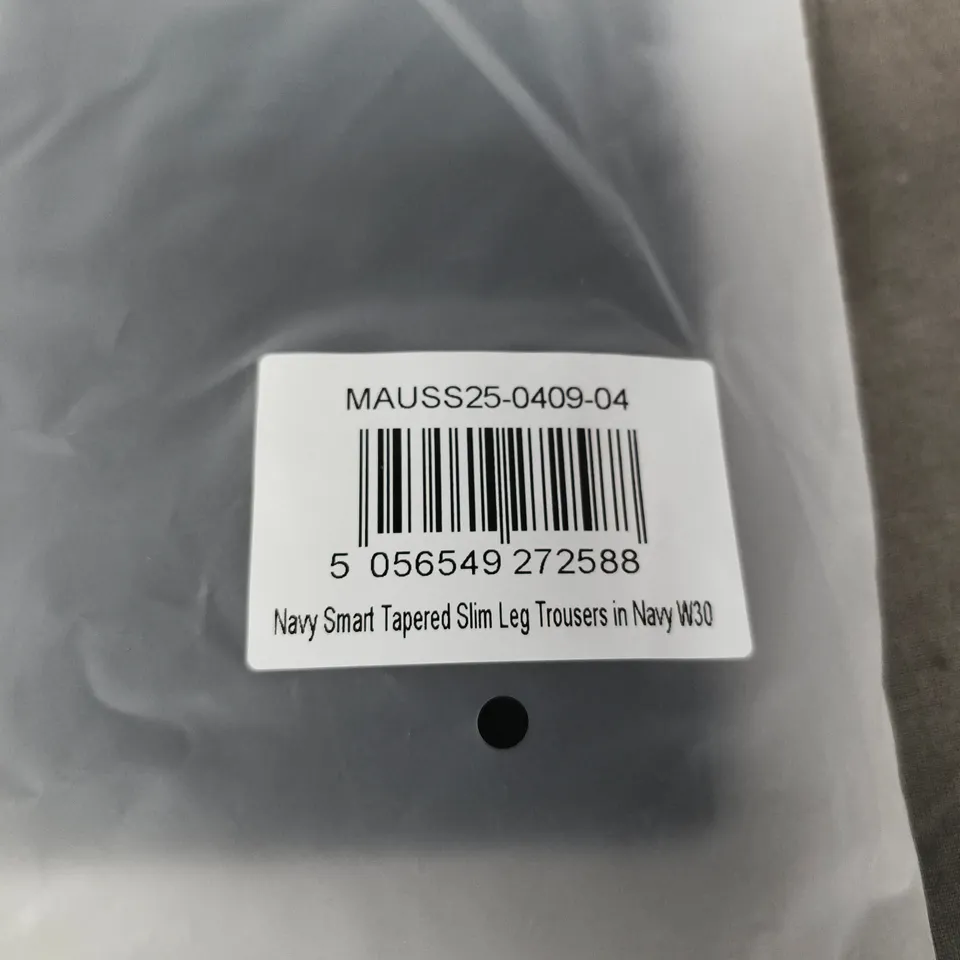 MAUSS25-0409-04
5 056549 272588
Navy Smart Tapered Slim Leg Trousers in Navy W30